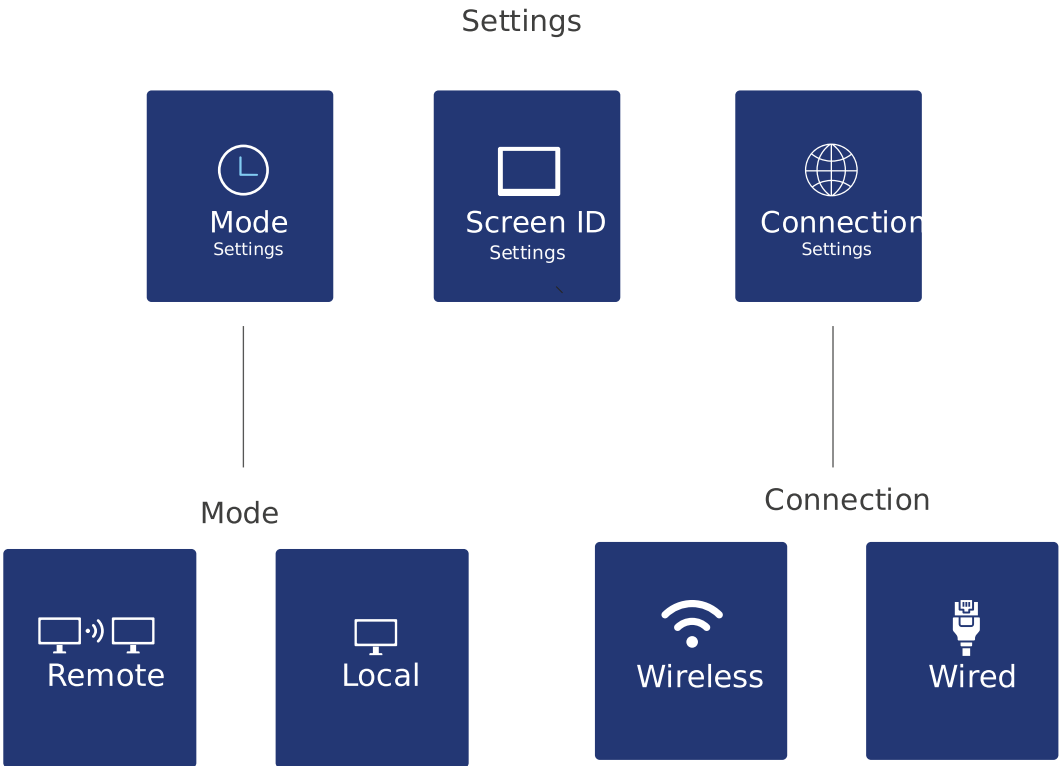 Settings
Mode
Settings
Screen ID
Settings
Connection
Settings
Mode
Connection
Remote
Local
Wireless
Wired